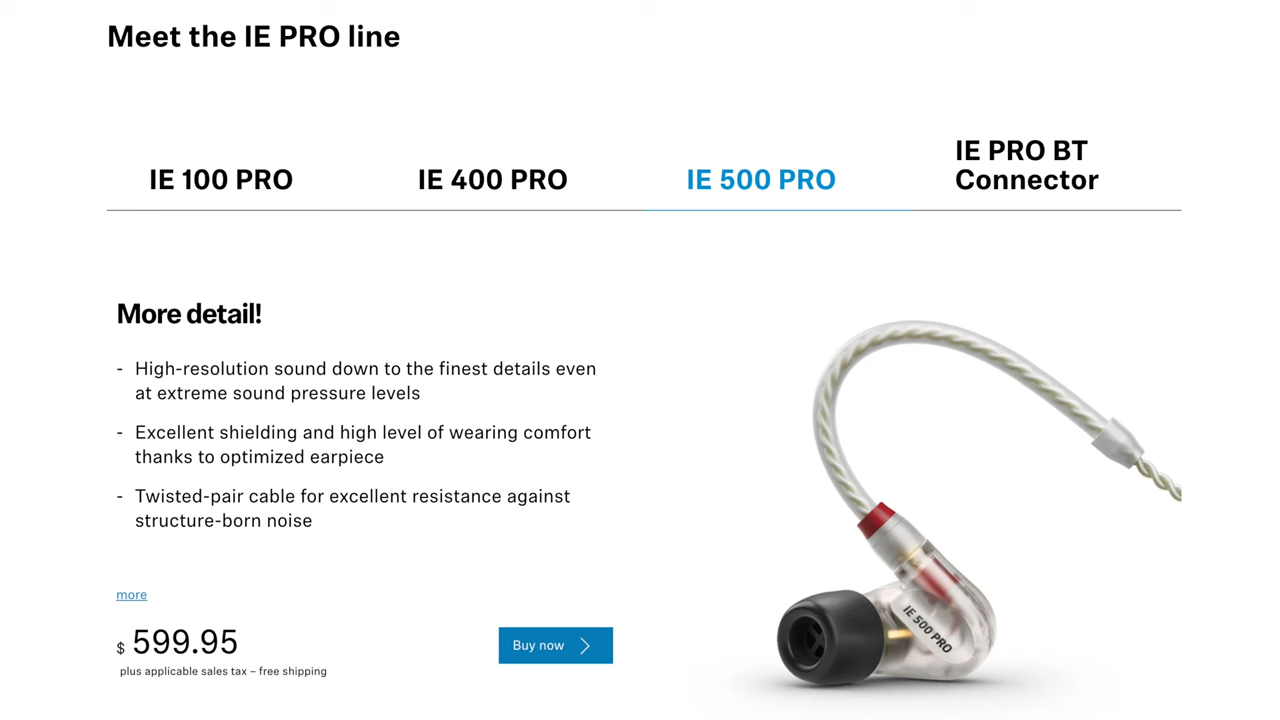 Meet the IE PRO line
IE 100 PRO
IE 400 PRO
IE 500 PRO
IE PRO BT
Connector
More detail!
- High-resolution sound down to the finest details even
at extreme sound pressure levels
- Excellent shielding and high level of wearing comfort
thanks to optimized earpiece
- Twisted-pair cable for excellent resistance against
structure-born noise
more
$ 599.95
Buy now
plus applicable sales tax – free shipping
IE 500 PRO